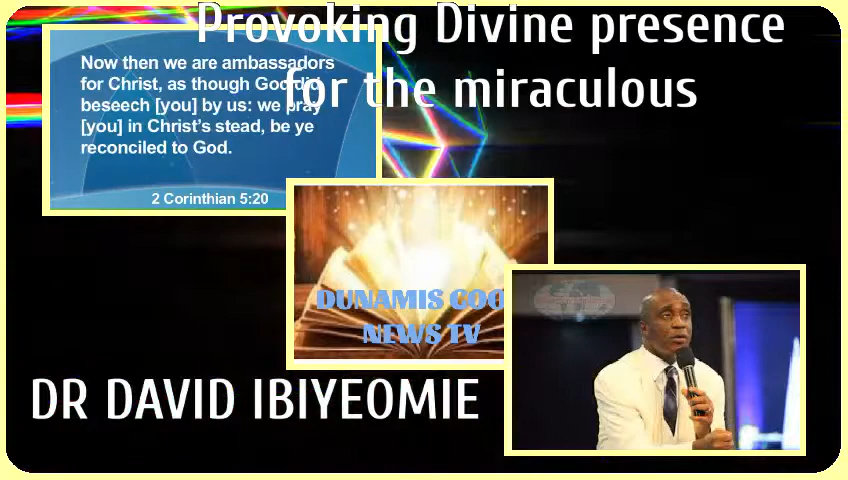 Provoking Divine presence
for the miraculous
Now then we are ambassadors
for Christ, as though God did
beseech [you] by us: we pray
[you] in Christ's stead, be ye
reconciled to God.
2 Corinthian 5:20
DUNAMIS GOO
NEWS TV
DR DAVID IBIYEOMIE